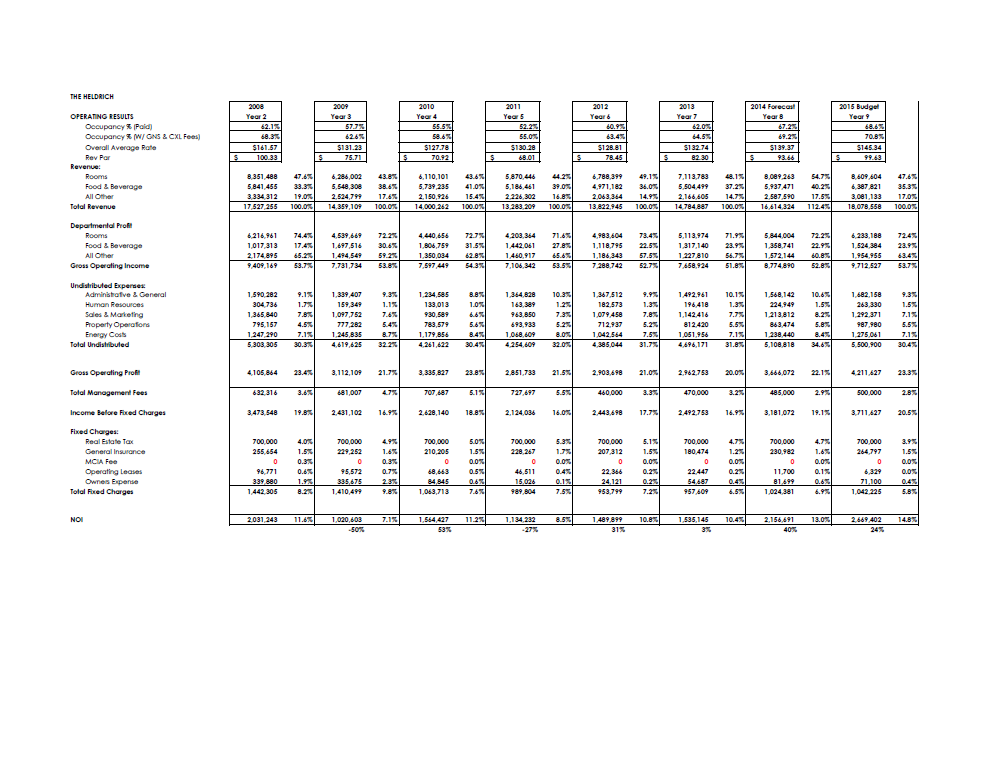 THE HELDRICH
2008 2009 2010 2011 2012 2013 2014 Forecast 2015 Budget
OPERATING RESULTS Year 2 Year 3 Year 4 Year 5 Year 6 Year 7 Year 8 Year 9
Occupancy % (Paid) 62.1% 57.7% 55.5% 52.2% 60.9% 62.0% 67.2% 68.6%
Occupancy % (W/ GNS & CXL Fees) 68.3% 62.6% 58.6% 55.0% 63.4% 64.5% 69.2% 70.8%
Overall Average Rate $161.57 $131.23 $127.78 $130.28 $128.81 $132.74 $139.37 $145.34
Rev Par $ 100.33 $ 75.71 $ 70.92 $ 68.01 $ 78.45 $ 82.30 $ 93.66 $ 99.63
Revenue:
Rooms 8,351,488 47.6% 6,286,002 43.8% 6,110,101 43.6% 5,870,446 44.2% 6,788,399 49.1% 7,113,783 48.1% 8,089,263 54.7% 8,609,604 47.6%
Food & Beverage 5,841,455 33.3% 5,548,308 38.6% 5,739,235 41.0% 5,186,461 39.0% 4,971,182 36.0% 5,504,499 37.2% 5,937,471 40.2% 6,387,821 35.3%
All Other 3,334,312 19.0% 2,524,799 17.6% 2,150,926 15.4% 2,226,302 16.8% 2,063,364 14.9% 2,166,605 14.7% 2,587,590 17.5% 3,081,133 17.0%
Total Revenue 17,527,255 100.0% 14,359,109 100.0% 14,000,262 100.0% 13,283,209 100.0% 13,822,945 100.0% 14,784,887 100.0% 16,614,324 112.4% 18,078,558 100.0%
Departmental Profit
Rooms 6,216,961 74.4% 4,539,669 72.2% 4,440,656 72.7% 4,203,364 71.6% 4,983,604 73.4% 5,113,974 71.9% 5,844,004 72.2% 6,233,188 72.4%
Food & Beverage 1,017,313 17.4% 1,697,516 30.6% 1,806,759 31.5% 1,442,061 27.8% 1,118,795 22.5% 1,317,140 23.9% 1,358,741 22.9% 1,524,384 23.9%
All Other 2,174,895 65.2% 1,494,549 59.2% 1,350,034 62.8% 1,460,917 65.6% 1,186,343 57.5% 1,227,810 56.7% 1,572,144 60.8% 1,954,955 63.4%
Gross Operating Income 9,409,169 53.7% 7,731,734 53.8% 7,597,449 54.3% 7,106,342 53.5% 7,288,742 52.7% 7,658,924 51.8% 8,774,890 52.8% 9,712,527 53.7%
Undistributed Expenses:
Administrative & General 1,590,282 9.1% 1,339,407 9.3% 1,234,585 8.8% 1,364,828 10.3% 1,367,512 9.9% 1,492,961 10.1% 1,568,142 10.6% 1,682,158 9.3%
Human Resources 304,736 1.7% 159,349 1.1% 133,013 1.0% 163,389 1.2% 182,573 1.3% 196,418 1.3% 224,949 1.5% 263,330 1.5%
Sales & Marketing 1,365,840 7.8% 1,097,752 7.6% 930,589 6.6% 963,850 7.3% 1,079,458 7.8% 1,142,416 7.7% 1,213,812 8.2% 1,292,371 7.1%
Property Operations 795,157 4.5% 777,282 5.4% 783,579 5.6% 693,933 5.2% 712,937 5.2% 812,420 5.5% 863,474 5.8% 987,980 5.5%
Energy Costs 1,247,290 7.1% 1,245,835 8.7% 1,179,856 8.4% 1,068,609 8.0% 1,042,564 7.5% 1,051,956 7.1% 1,238,440 8.4% 1,275,061 7.1%
Total Undistributed 5,303,305 30.3% 4,619,625 32.2% 4,261,622 30.4% 4,254,609 32.0% 4,385,044 31.7% 4,696,171 31.8% 5,108,818 34.6% 5,500,900 30.4%
Gross Operating Profit 4,105,864 23.4% 3,112,109 21.7% 3,335,827 23.8% 2,851,733 21.5% 2,903,698 21.0% 2,962,753 20.0% 3,666,072 22.1% 4,211,627 23.3%
Total Management Fees 632,316 3.6% 681,007 4.7% 707,687 5.1% 727,697 5.5% 460,000 3.3% 470,000 3.2% 485,000 2.9% 500,000 2.8%
Income Before Fixed Charges 3,473,548 19.8% 2,431,102 16.9% 2,628,140 18.8% 2,124,036 16.0% 2,443,698 17.7% 2,492,753 16.9% 3,181,072 19.1% 3,711,627 20.5%
Fixed Charges:
Real Estate Tax 700,000 4.0% 700,000 4.9% 700,000 5.0% 700,000 5.3% 700,000 5.1% 700,000 4.7% 700,000 4.7% 700,000 3.9%
General Insurance 255,654 1.5% 229,252 1.6% 210,205 1.5% 228,267 1.7% 207,312 1.5% 180,474 1.2% 230,982 1.6% 264,797 1.5%
MCIA Fee 0 0.3% 0 0.3% 0 0.0% 0 0.0% 0 0.0% 0 0.0% 0 0.0% 0 0.0%
Operating Leases 96,771 0.6% 95,572 0.7% 68,663 0.5% 46,511 0.4% 22,366 0.2% 22,447 0.2% 11,700 0.1% 6,329 0.0%
Owners Expense 339,880 1.9% 335,675 2.3% 84,845 0.6% 15,026 0.1% 24,121 0.2% 54,687 0.4% 81,699 0.6% 71,100 0.4%
Total Fixed Charges 1,442,305 8.2% 1,410,499 9.8% 1,063,713 7.6% 989,804 7.5% 953,799 7.2% 957,609 6.5% 1,024,381 6.9% 1,042,225 5.8%
NOI 2,031,243 11.6% 1,020,603 7.1% 1,564,427 11.2% 1,134,232 8.5% 1,489,899 10.8% 1,535,145 10.4% 2,156,691 13.0% 2,669,402 14.8%
-50% 53% -27% 31% 3% 40% 24%